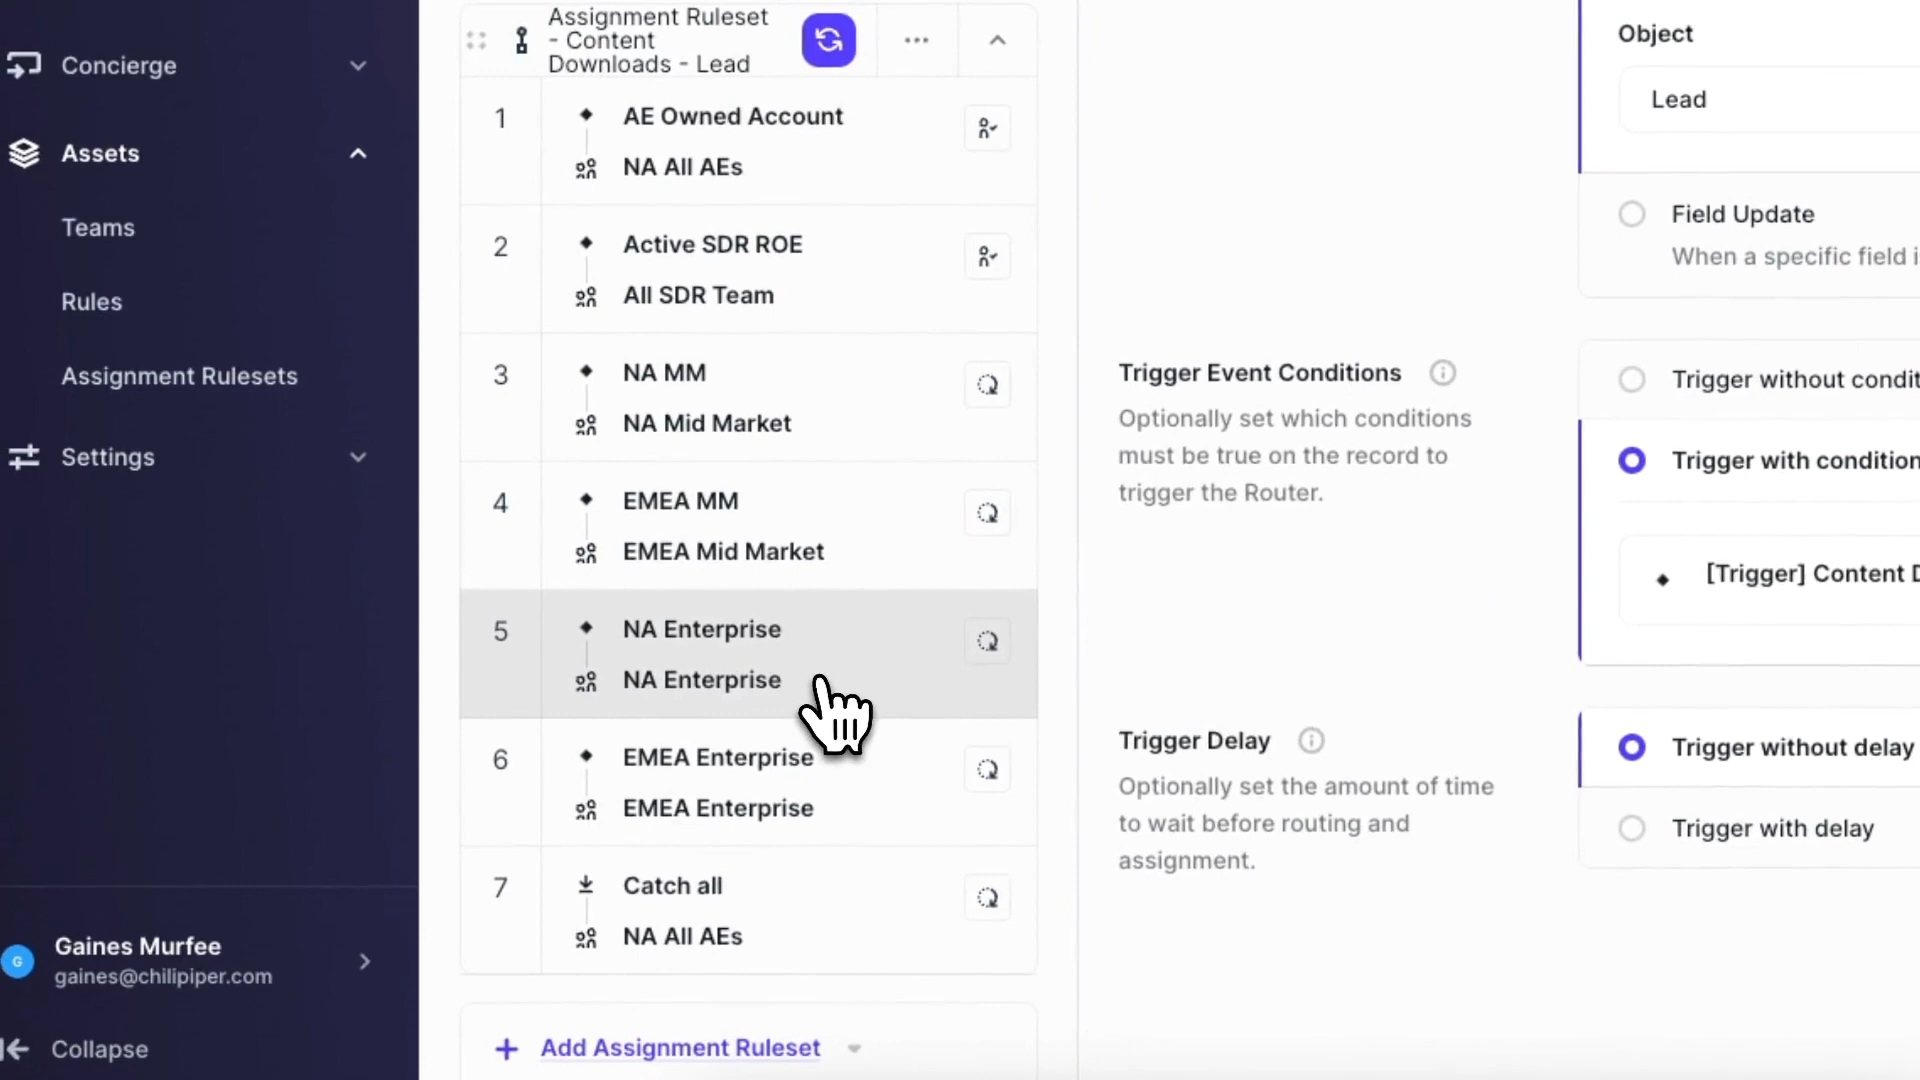 Concierge
Assets
Teams
Rules
Assignment Rulesets
Settings
Gaines Murfee
G
gaines@chilipiper.com
Collapse
Assignment Ruleset
- Content
Downloads - Lead
1
AE Owned Account
NA All AEs
2
Active SDR ROE
All SDR Team
3
NA MM
NA Mid Market
4
EMEA MM
EMEA Mid Market
5
NA Enterprise
NA Enterprise
6
EMEA Enterprise
EMEA Enterprise
7
Catch all
NA All AEs
Add Assignment Ruleset
Trigger Event Conditions
Optionally set which conditions
must be true on the record to
trigger the Router.
Trigger Delay
Optionally set the amount of time
to wait before routing and
assignment.
Object
Lead
Field Update
When a specific field
Trigger without
Trigger with
[Trigger] Content
Trigger without delay
Trigger with delay